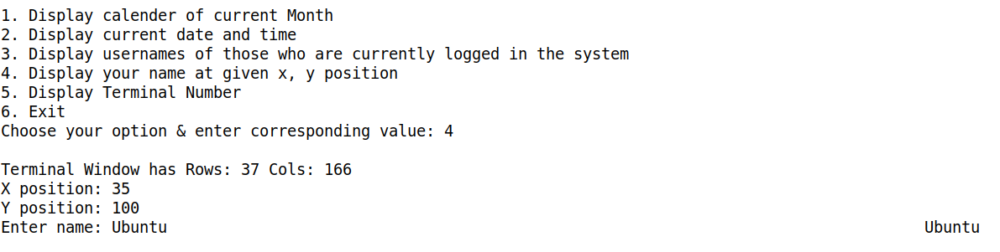 1. Display calender of current Month
2. Display current date and time
3. Display usernames of those who are currently logged in the system
4. Display your name at given x, y position
5. Display Terminal Number
6. Exit
Choose your option & enter corresponding value: 4
Terminal Window has Rows: 37 Cols: 166
X position: 35
Y position: 100
Enter name: Ubuntu Ubuntu